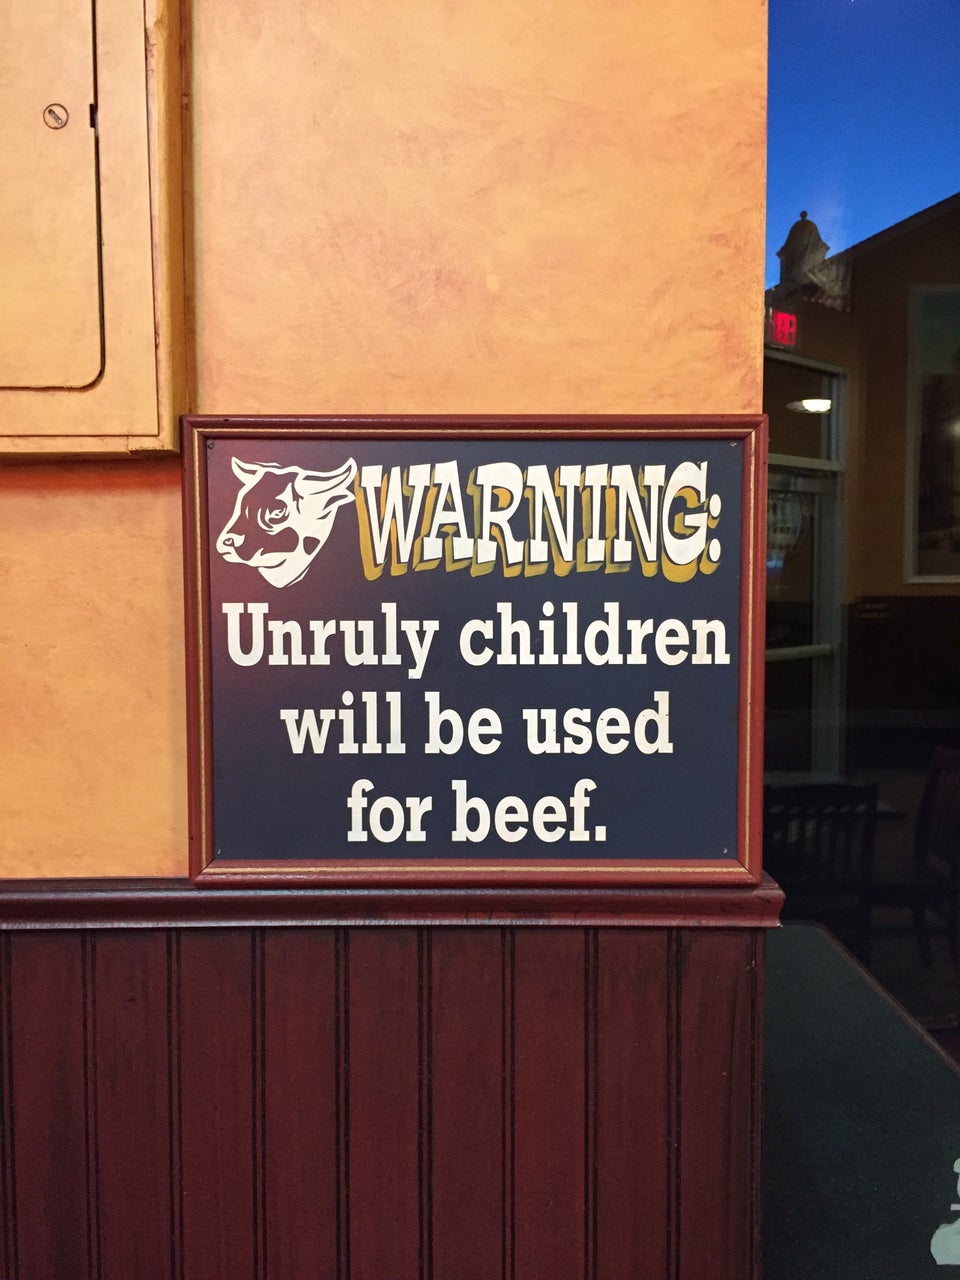 WARNING:
Unruly children
will be used
for beef.